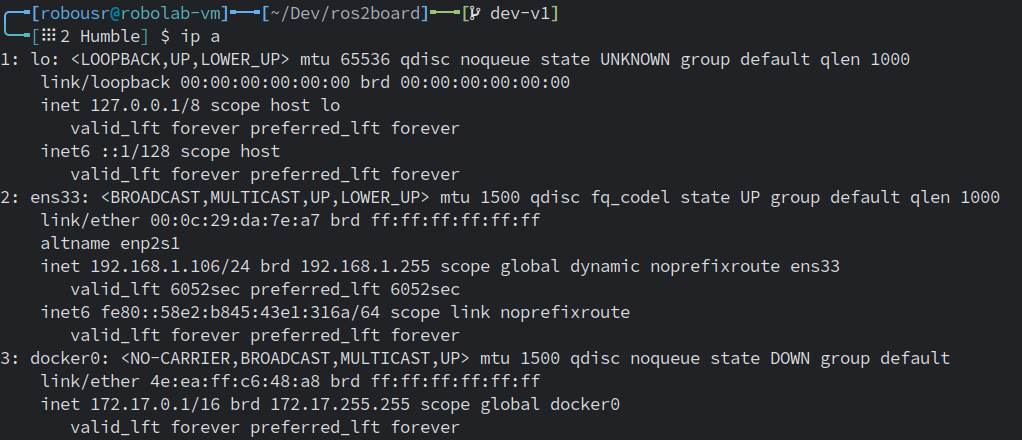 [robousr@robolab-vm]──[~/Dev/ros2board]──[ dev-v1]
[⠿2 Humble] $ ip a
1: lo: <LOOPBACK,UP,LOWER_UP> mtu 65536 qdisc noqueue state UNKNOWN group default qlen 1000
    link/loopback 00:00:00:00:00:00 brd 00:00:00:00:00:00
    inet 127.0.0.1/8 scope host lo
       valid_lft forever preferred_lft forever
    inet6 ::1/128 scope host
       valid_lft forever preferred_lft forever
2: ens33: <BROADCAST,MULTICAST,UP,LOWER_UP> mtu 1500 qdisc fq_codel state UP group default qlen 1000
    link/ether 00:0c:29:da:7e:a7 brd ff:ff:ff:ff:ff:ff
    altname enp2s1
    inet 192.168.1.106/24 brd 192.168.1.255 scope global dynamic noprefixroute ens33
       valid_lft 6052sec preferred_lft 6052sec
    inet6 fe80::58e2:b845:43e1:316a/64 scope link noprefixroute
       valid_lft forever preferred_lft forever
3: docker0: <NO-CARRIER,BROADCAST,MULTICAST,UP> mtu 1500 qdisc noqueue state DOWN group default
    link/ether 4e:ea:ff:c6:48:a8 brd ff:ff:ff:ff:ff:ff
    inet 172.17.0.1/16 brd 172.17.255.255 scope global docker0
       valid_lft forever preferred_lft forever